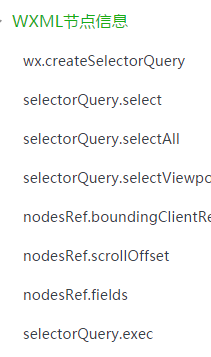 WXML节点信息
wx.createSelectorQuery
selectorQuery.select
selectorQuery.selectAll
selectorQuery.selectViewpo
nodesRef.boundingClientRe
nodesRef.scrollOffset
nodesRef.fields
selectorQuery.exec